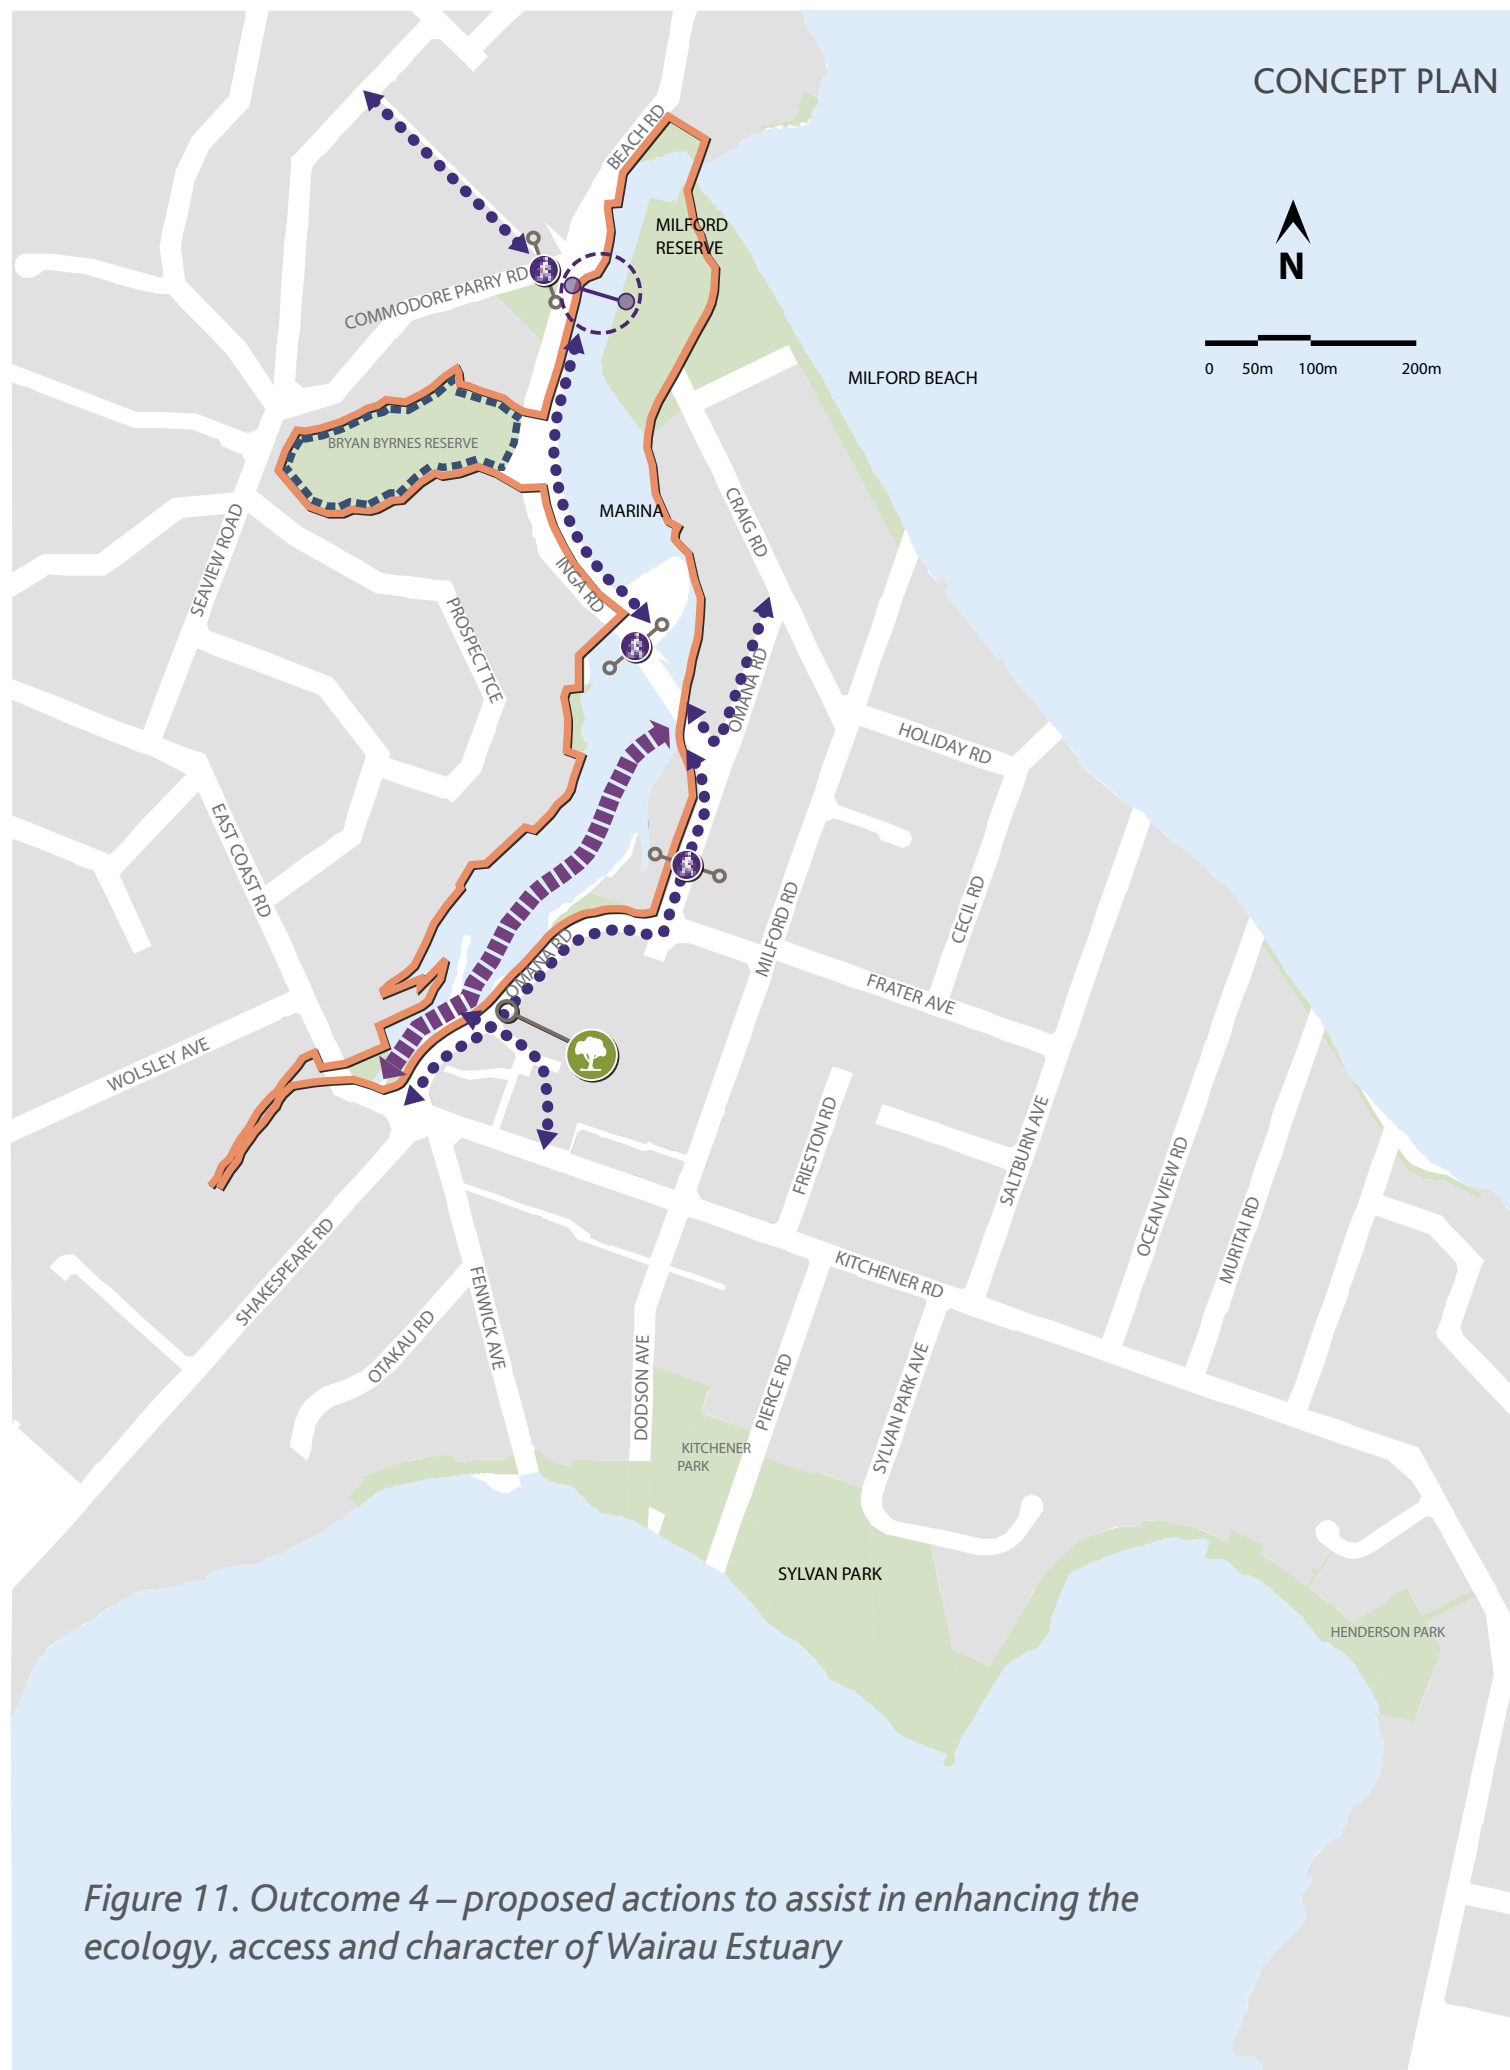 CONCEPT PLAN
BEACH RD
MILFORD
RESERVE
N
COMMODORE PARRY RD
0 50m 100m 200m
MILFORD BEACH
BRYAN BYRNES RESERVE
MARINA
CRAIG RD
SEAVIEW ROAD
INGA RD
PROSPECT TCE
OMANA RD
HOLIDAY RD
EAST COAST RD
MILFORD RD
CECIL RD
OMANA RD
FRATER AVE
WOLSLEY AVE
FRIESTON RD
SALTBURN AVE
OCEAN VIEW RD
MURITAI RD
SHAKESPEARE RD
KITCHENER RD
FENWICK AVE
OTAKAU RD
DODSON AVE
PIERCE RD
SYLVAN PARK AVE
KITCHENER
PARK
SYLVAN PARK
HENDERSON PARK
Figure 11. Outcome 4 – proposed actions to assist in enhancing the
ecology, access and character of Wairau Estuary